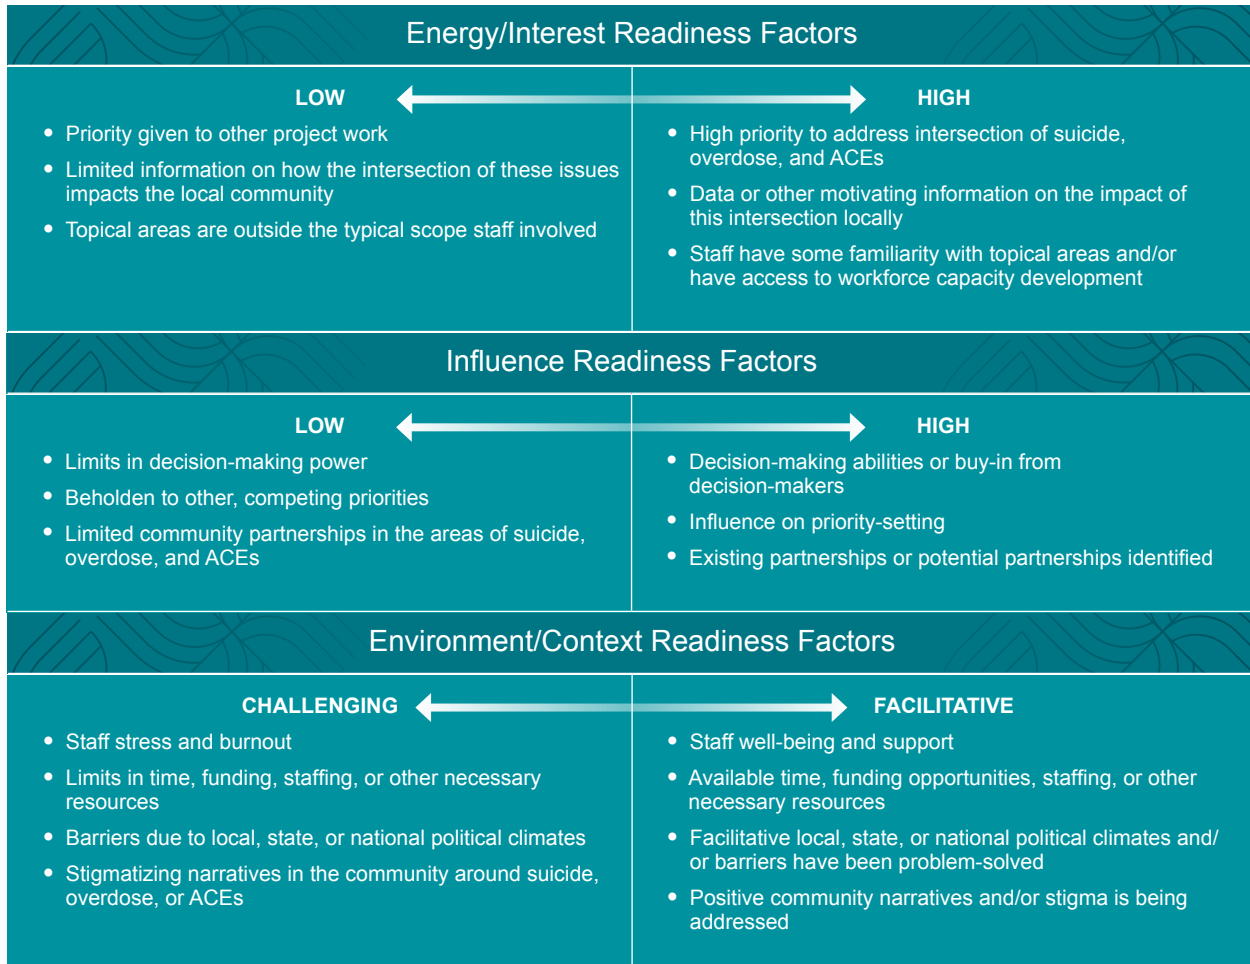 Energy/Interest Readiness Factors
LOW
• Priority given to other project work
• Limited information on how the intersection of these issues
impacts the local community
• Topical areas are outside the typical scope staff involved
HIGH
• High priority to address intersection of suicide,
overdose, and ACEs
• Data or other motivating information on the impact of
this intersection locally
• Staff have some familiarity with topical areas and/or
have access to workforce capacity development
Influence Readiness Factors
LOW
• Limits in decision-making power
• Beholden to other, competing priorities
• Limited community partnerships in the areas of suicide,
overdose, and ACEs
HIGH
• Decision-making abilities or buy-in from
decision-makers
• Influence on priority-setting
• Existing partnerships or potential partnerships identified
Environment/Context Readiness Factors
CHALLENGING
• Staff stress and burnout
• Limits in time, funding, staffing, or other necessary
resources
• Barriers due to local, state, or national political climates
• Stigmatizing narratives in the community around suicide,
overdose, or ACEs
FACILITATIVE
• Staff well-being and support
• Available time, funding opportunities, staffing, or other
necessary resources
• Facilitative local, state, or national political climates and/
or barriers have been problem-solved
• Positive community narratives and/or stigma is being
addressed